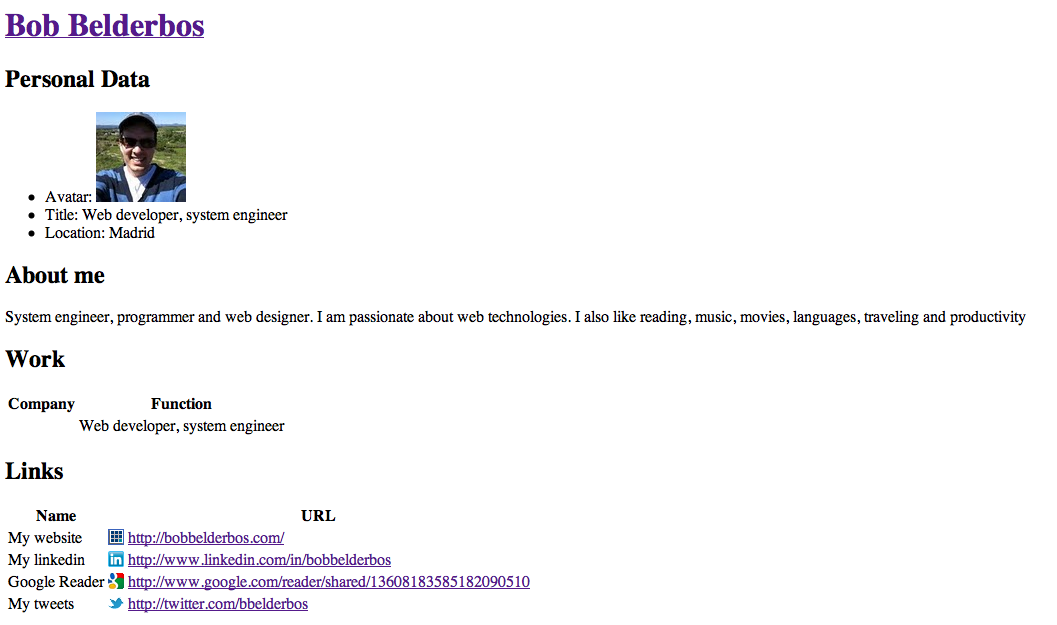 Bob Belderbos
Personal Data
Avatar:
Title: Web developer, system engineer
Location: Madrid
About me
System engineer, programmer and web designer. I am passionate about web technologies. I also like reading, music, movies, languages, traveling and productivity
Work
Company Function
Web developer, system engineer
Links
Name URL
My website http://bobbelderbos.com/
My linkedin in http://www.linkedin.com/in/bobbelderbos
Google Reader http://www.google.com/reader/shared/13608183585182090510
My tweets http://twitter.com/bbelderbos